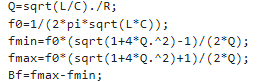 Q=sqrt(L/C)./R;
f0=1/(2*pi*sqrt(L*C));
fmin=f0*(sqrt(1+4*Q.^2)-1)/(2*Q);
fmax=f0*(sqrt(1+4*Q.^2)+1)/(2*Q);
Bf=fmax-fmin;